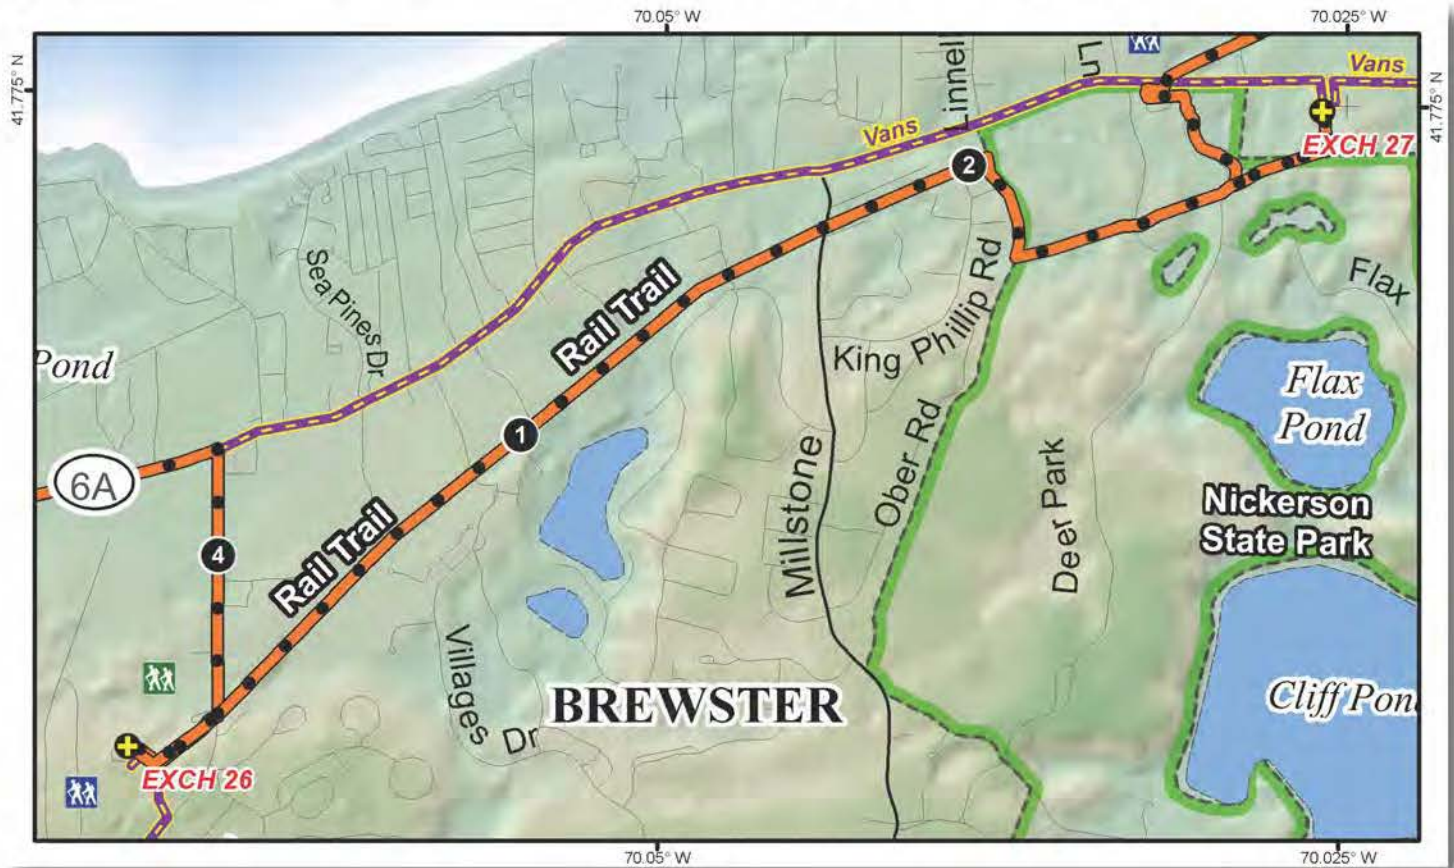 70.05° W
70.025° W
41.775° N
41.775° N
Linnell
Ln
Vans
Vans
EXCH 27
2
Sea Pines Dr
Rail Trail
King Phillip Rd
Flax
Pond
Flax
Pond
1
6A
Millstone
Ober Rd
Deer Park
Nickerson
State Park
4
Rail Trail
Villages Dr
BREWSTER
Cliff Pon
EXCH 26
70.05° W
70.025° W